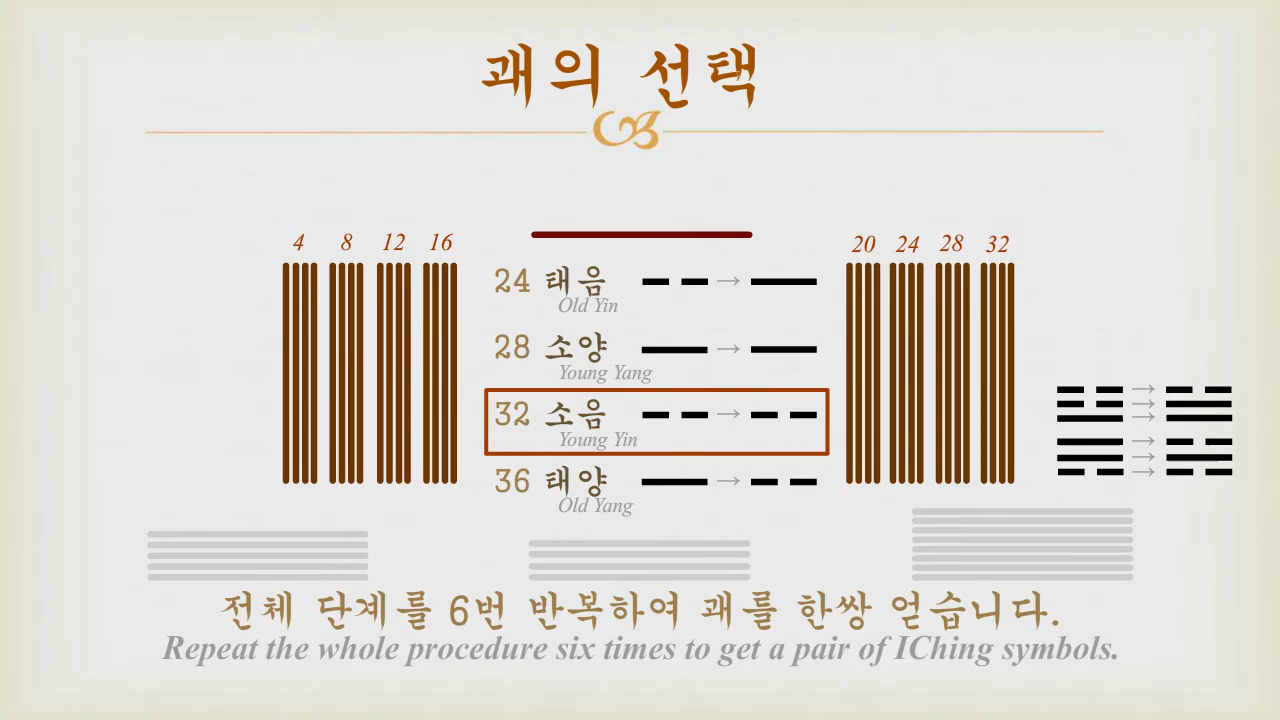 괘의 선택
4 8 12 16
20 24 28 32
24 태음
Old Yin
28 소양
Young Yang
32 소음
Young Yin
36 태양
Old Yang
전체 단계를 6번 반복하여 괘를 한쌍 얻습니다.
Repeat the whole procedure six times to get a pair of IChing symbols.